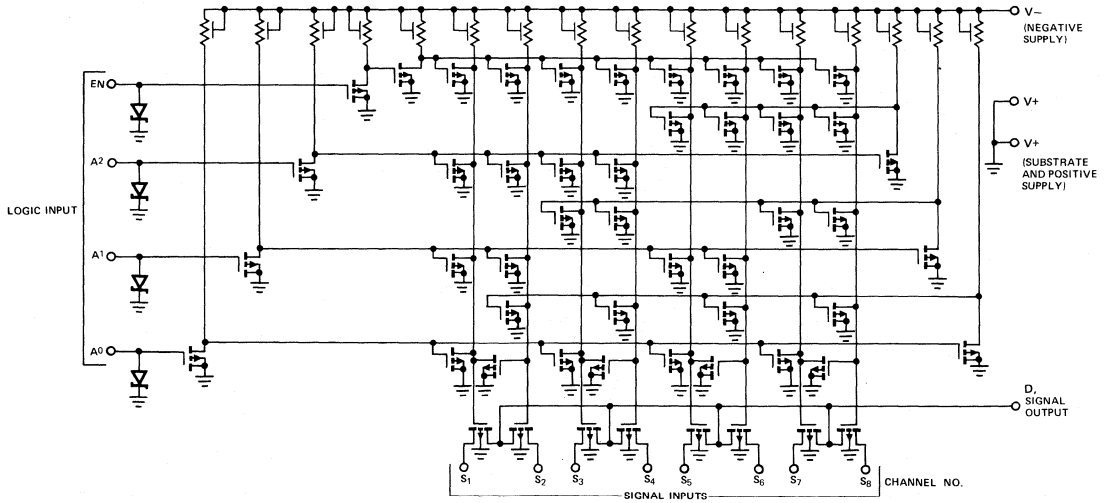 V−
(NEGATIVE
SUPPLY)
EN
V+
V+
(SUBSTRATE
AND POSITIVE
SUPPLY)
A2
LOGIC INPUT
A1
A0
D,
SIGNAL
OUTPUT
S1 S2 S3 S4 S5 S6 S7 S8 CHANNEL NO.
SIGNAL INPUTS